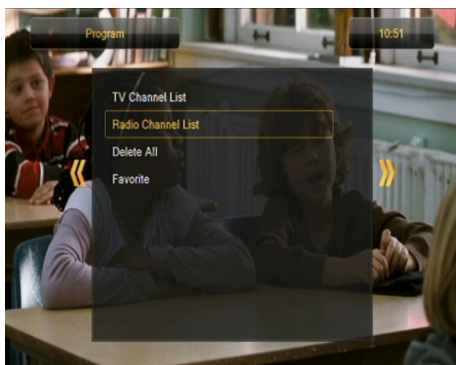 Program
10:51
TV Channel List
Radio Channel List
Delete All
Favorite